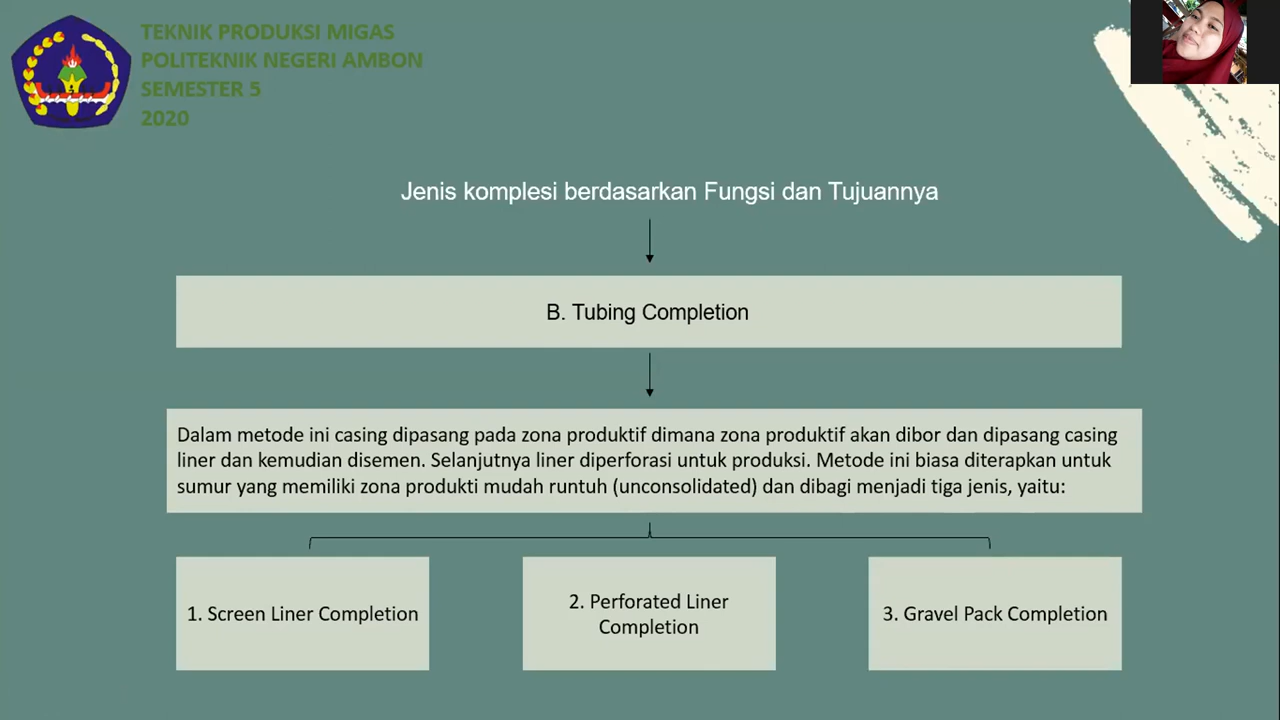 TEKNIK PRODUKSI MIGAS
POLITEKNIK NEGERI AMBON
SEMESTER 5
2020
Jenis komplesi berdasarkan Fungsi dan Tujuannya
B. Tubing Completion
Dalam metode ini casing dipasang pada zona produktif dimana zona produktif akan dibor dan dipasang casing
liner dan kemudian disemen. Selanjutnya liner diperforasi untuk produksi. Metode ini biasa diterapkan untuk
sumur yang memiliki zona produkti mudah runtuh (unconsolidated) dan dibagi menjadi tiga jenis, yaitu:
1. Screen Liner Completion
2. Perforated Liner
Completion
3. Gravel Pack Completion